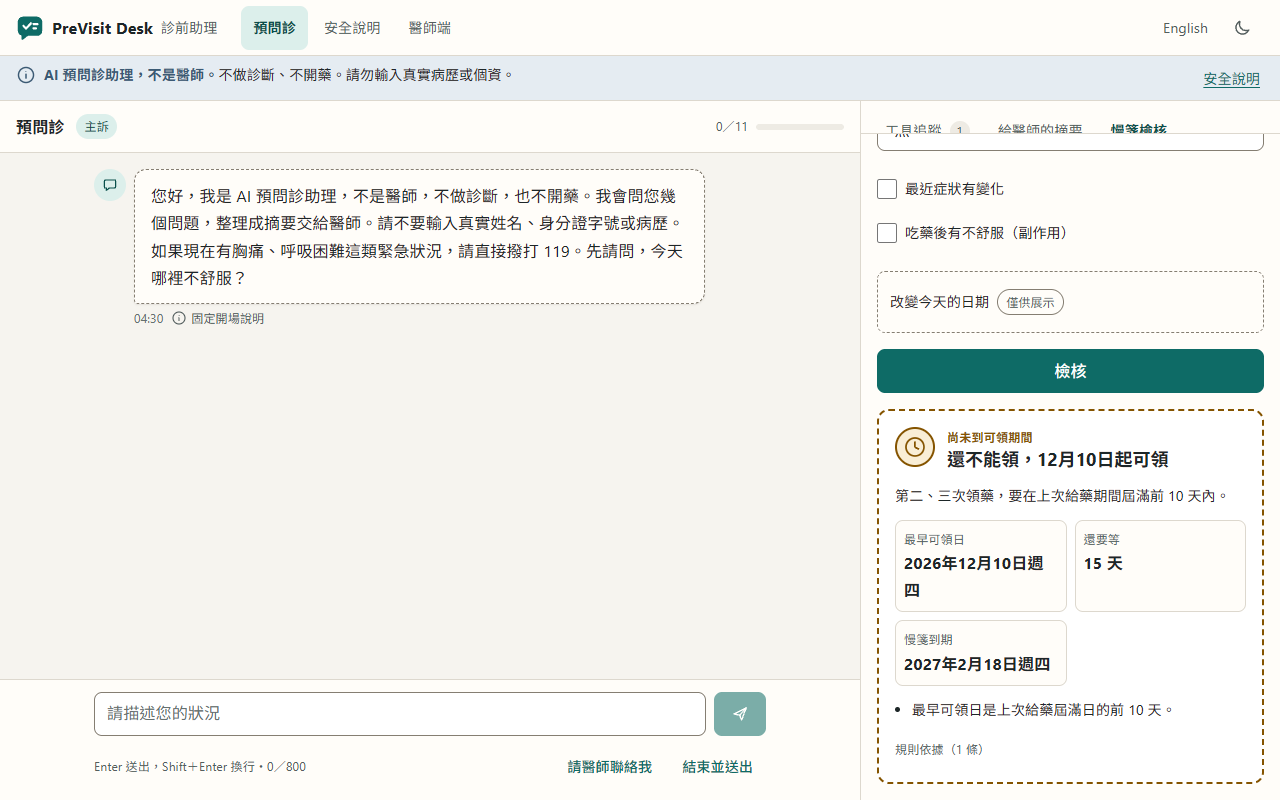 PreVisit Desk 診前助理 預問診 安全說明 醫師端 English
AI 預問診助理，不是醫師。不做診斷、不開藥。請勿輸入真實病歷或個資。 安全說明
預問診 主訴 0／11
工具追蹤 1 給醫師的摘要 慢箋檢核
您好，我是 AI 預問診助理，不是醫師，不做診斷，也不開藥。我會問您幾
個問題，整理成摘要交給醫師。請不要輸入真實姓名、身分證字號或病歷。
如果現在有胸痛、呼吸困難這類緊急狀況，請直接撥打 119。先請問，今天
哪裡不舒服？
04:30 固定開場說明
請描述您的狀況
Enter 送出，Shift＋Enter 換行・0／800
請醫師聯絡我 結束並送出
最近症狀有變化
吃藥後有不舒服（副作用）
改變今天的日期 僅供展示
檢核
尚未到可領期間
還不能領，12月10日起可領
第二、三次領藥，要在上次給藥期間屆滿前 10 天內。
最早可領日
2026年12月10日週
四
還要等
15 天
慢箋到期
2027年2月18日週四
最早可領日是上次給藥屆滿日的前 10 天。
規則依據（1 條）